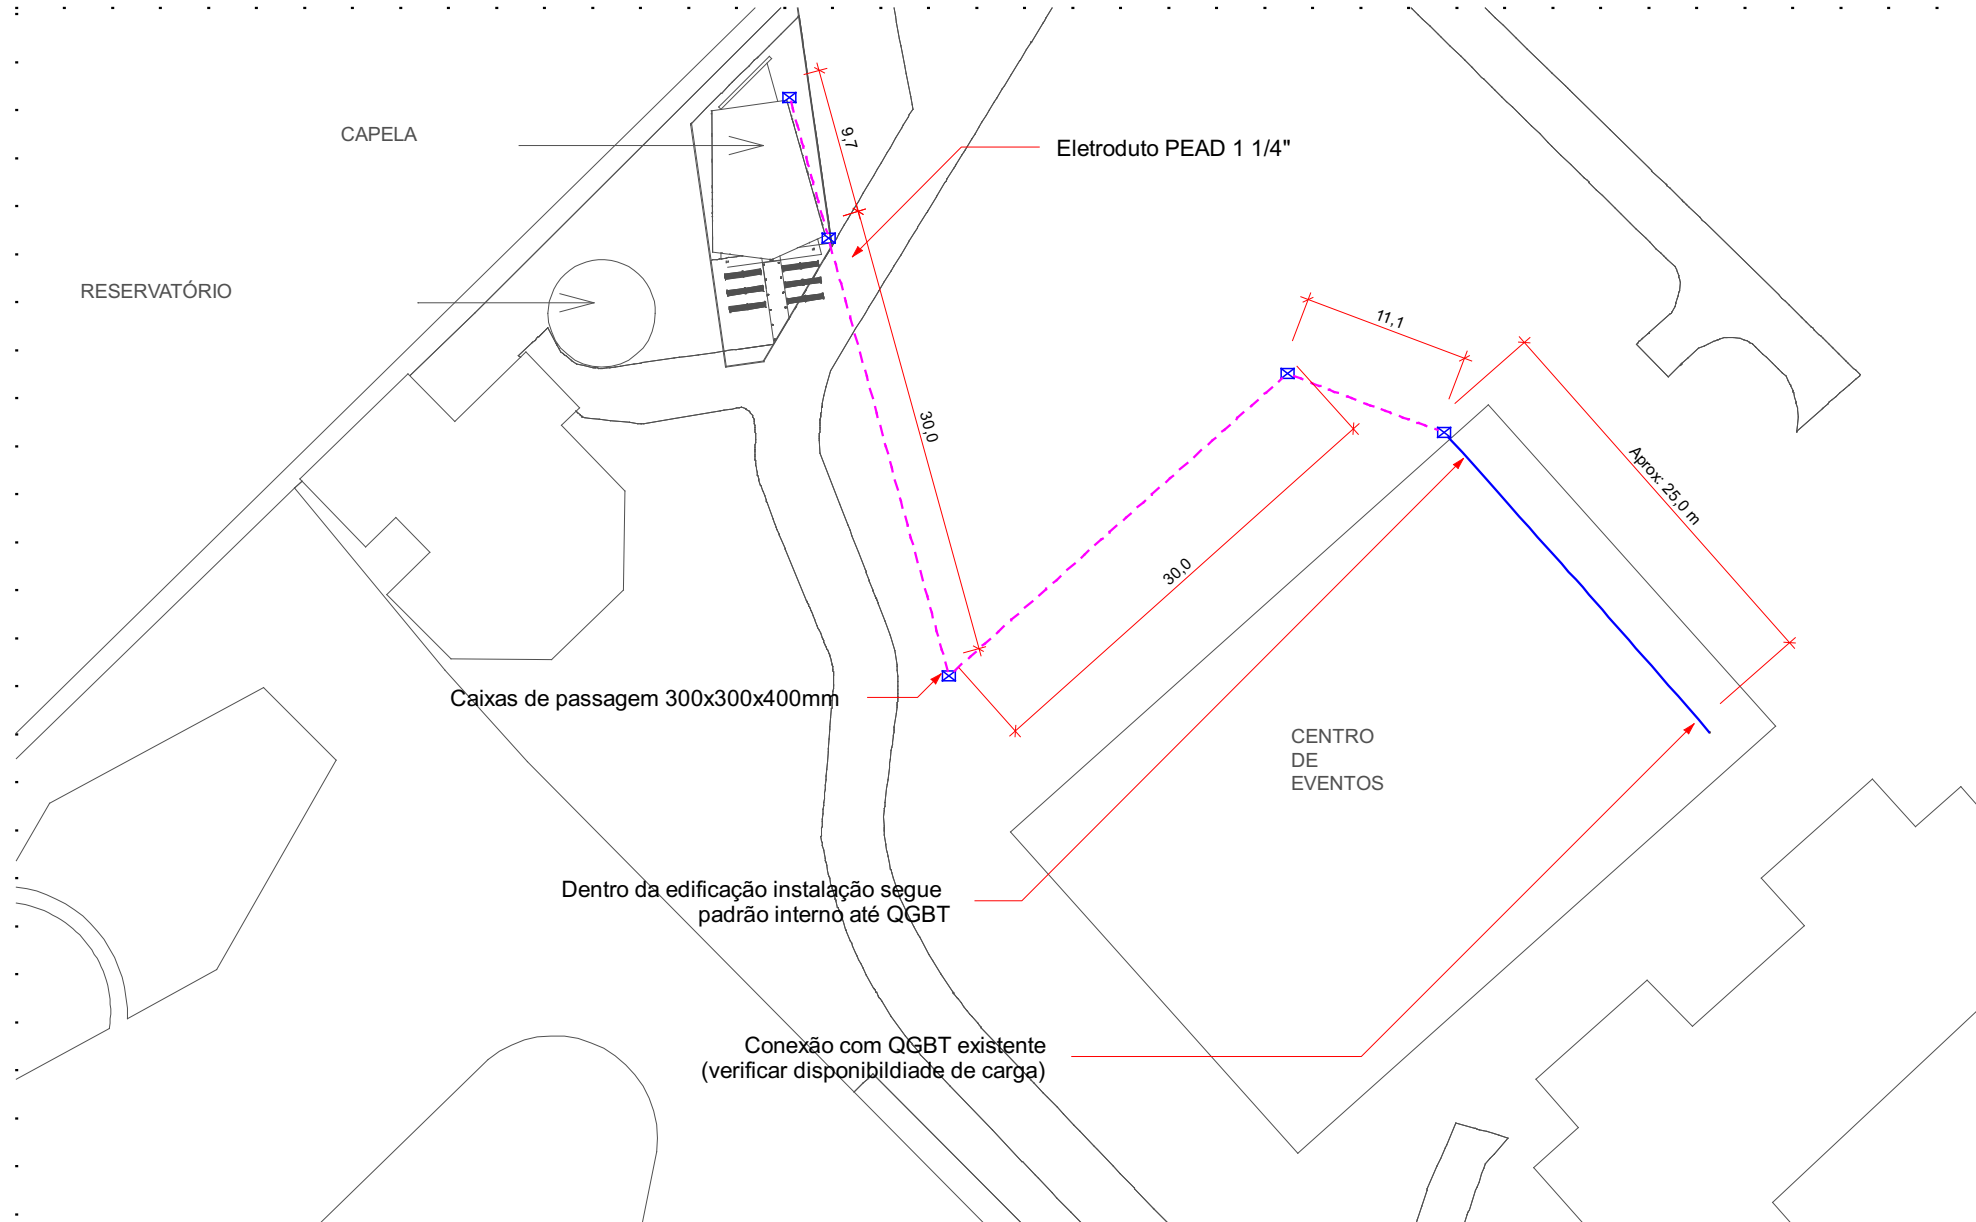 CAPELA
9,7
Eletroduto PEAD 1 1/4"
RESERVATÓRIO
11,1
30,0
Aprox: 25,0 m
30,0
Caixas de passagem 300x300x400mm
CENTRO
DE
EVENTOS
Dentro da edificação instalação segue
padrão interno até QGBT
Conexão com QGBT existente
(verificar disponibildiade de carga)